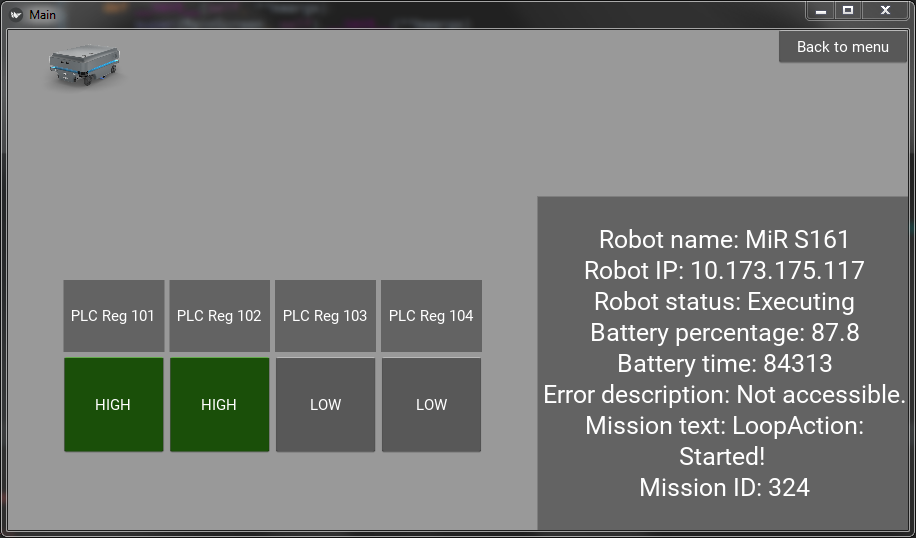 Main
Back to menu
PLC Reg 101
PLC Reg 102
PLC Reg 103
PLC Reg 104
HIGH
HIGH
LOW
LOW
Robot name: MiR S161
Robot IP: 10.173.175.117
Robot status: Executing
Battery percentage: 87.8
Battery time: 84313
Error description: Not accessible.
Mission text: LoopAction:
Started!
Mission ID: 324